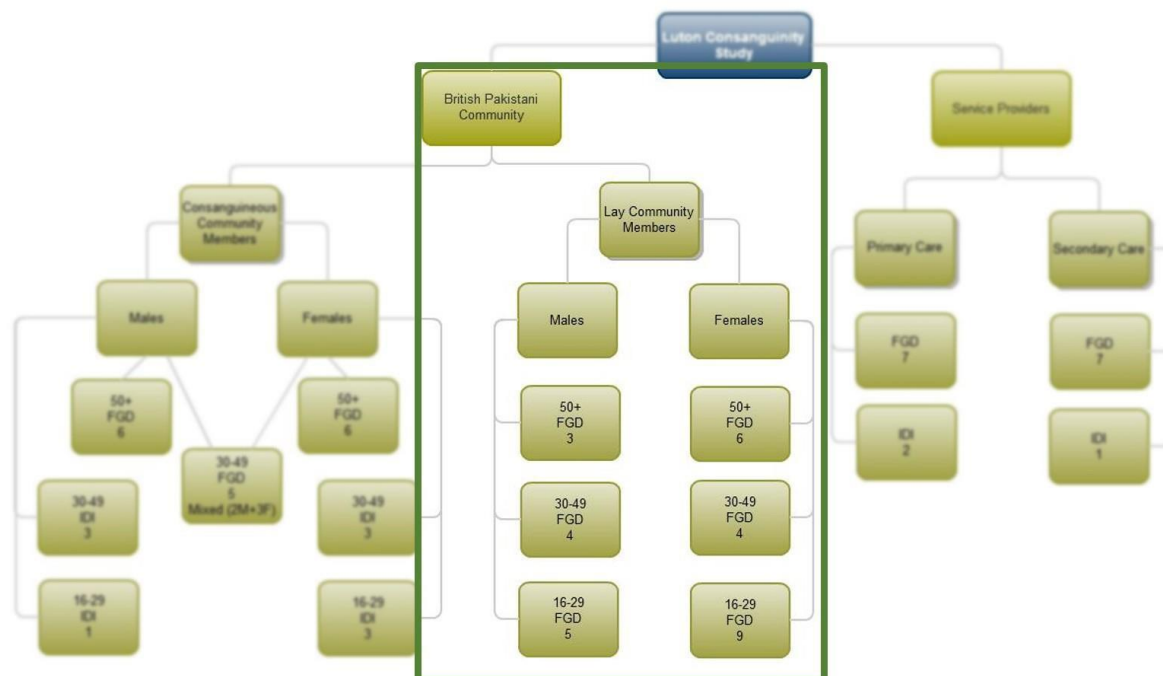 Luton Consanguinity
Study
British Pakistani
Community
Service Providers
Consanguineous
Community
Members
Lay Community
Members
Primary Care
Secondary Care
Males
Females
Males
Females
FGD
7
FGD
7
50+
FGD
6
50+
FGD
6
50+
FGD
3
50+
FGD
6
IDI
2
IDI
1
30-49
FGD
5
Mixed (2M+3F)
30-49
IDI
3
30-49
IDI
3
30-49
FGD
4
30-49
FGD
4
16-29
IDI
1
16-29
IDI
3
16-29
FGD
5
16-29
FGD
9